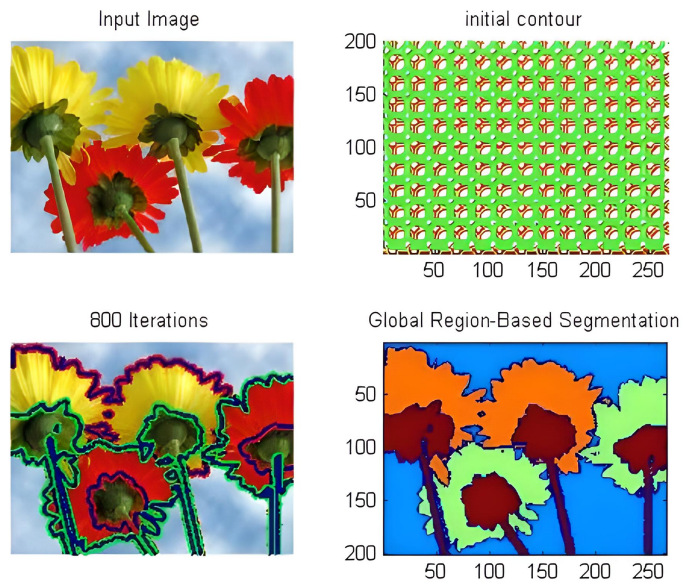 Input Image
initial contour
200
150
100
50
50 100 150 200 250
800 Iterations
Global Region-Based Segmentation
50
100
150
200
50 100 150 200 250